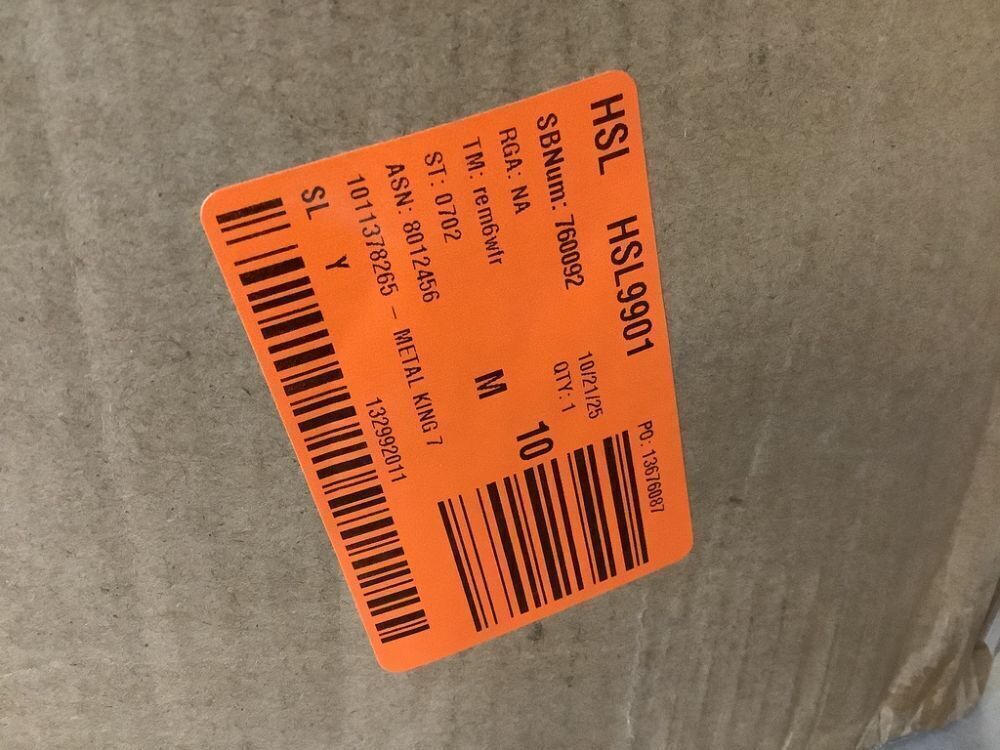 HSL HSL9901
SBNum: 760092
10/21/25
PO: 13676087
RGA: NA
QTY: 1
TM: rem6wfr
10
ST: 0702
M
ASN: 8012456
1011378265 - METAL KING 7
SL
Y
132992011